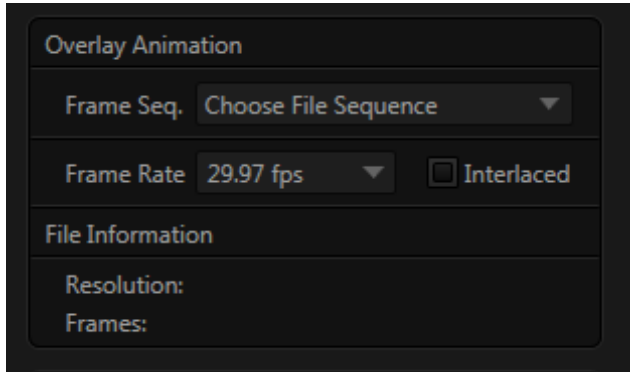 Overlay Animation
Frame Seq. Choose File Sequence
Frame Rate 29.97 fps Interlaced
File Information
Resolution:
Frames: